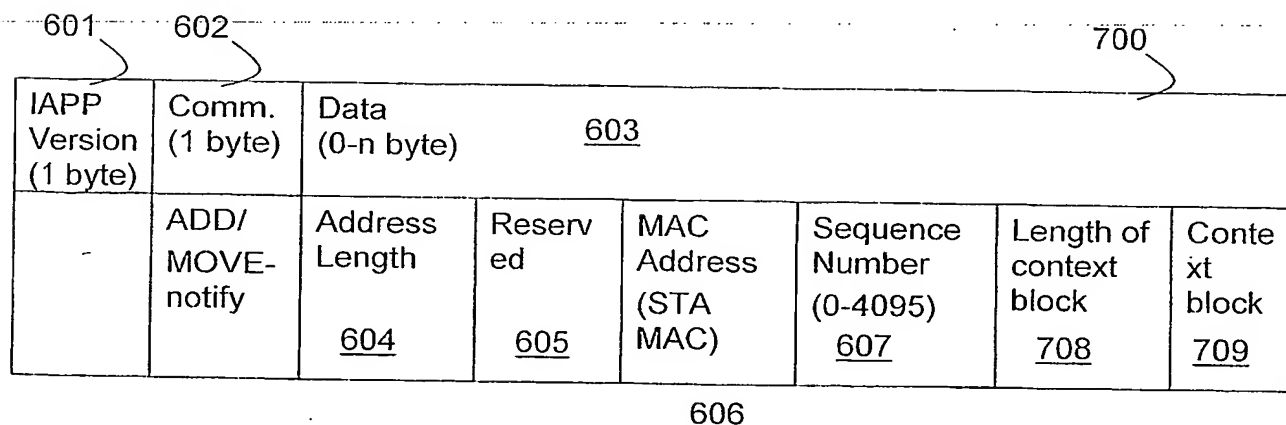 601 602 700
IAPP Version (1 byte)
Comm. (1 byte)
Data (0-n byte) 603
-
ADD/ MOVE- notify
Address Length 604
Reserv ed 605
MAC Address (STA MAC)
Sequence Number (0-4095) 607
Length of context block 708
Conte xt block 709
606